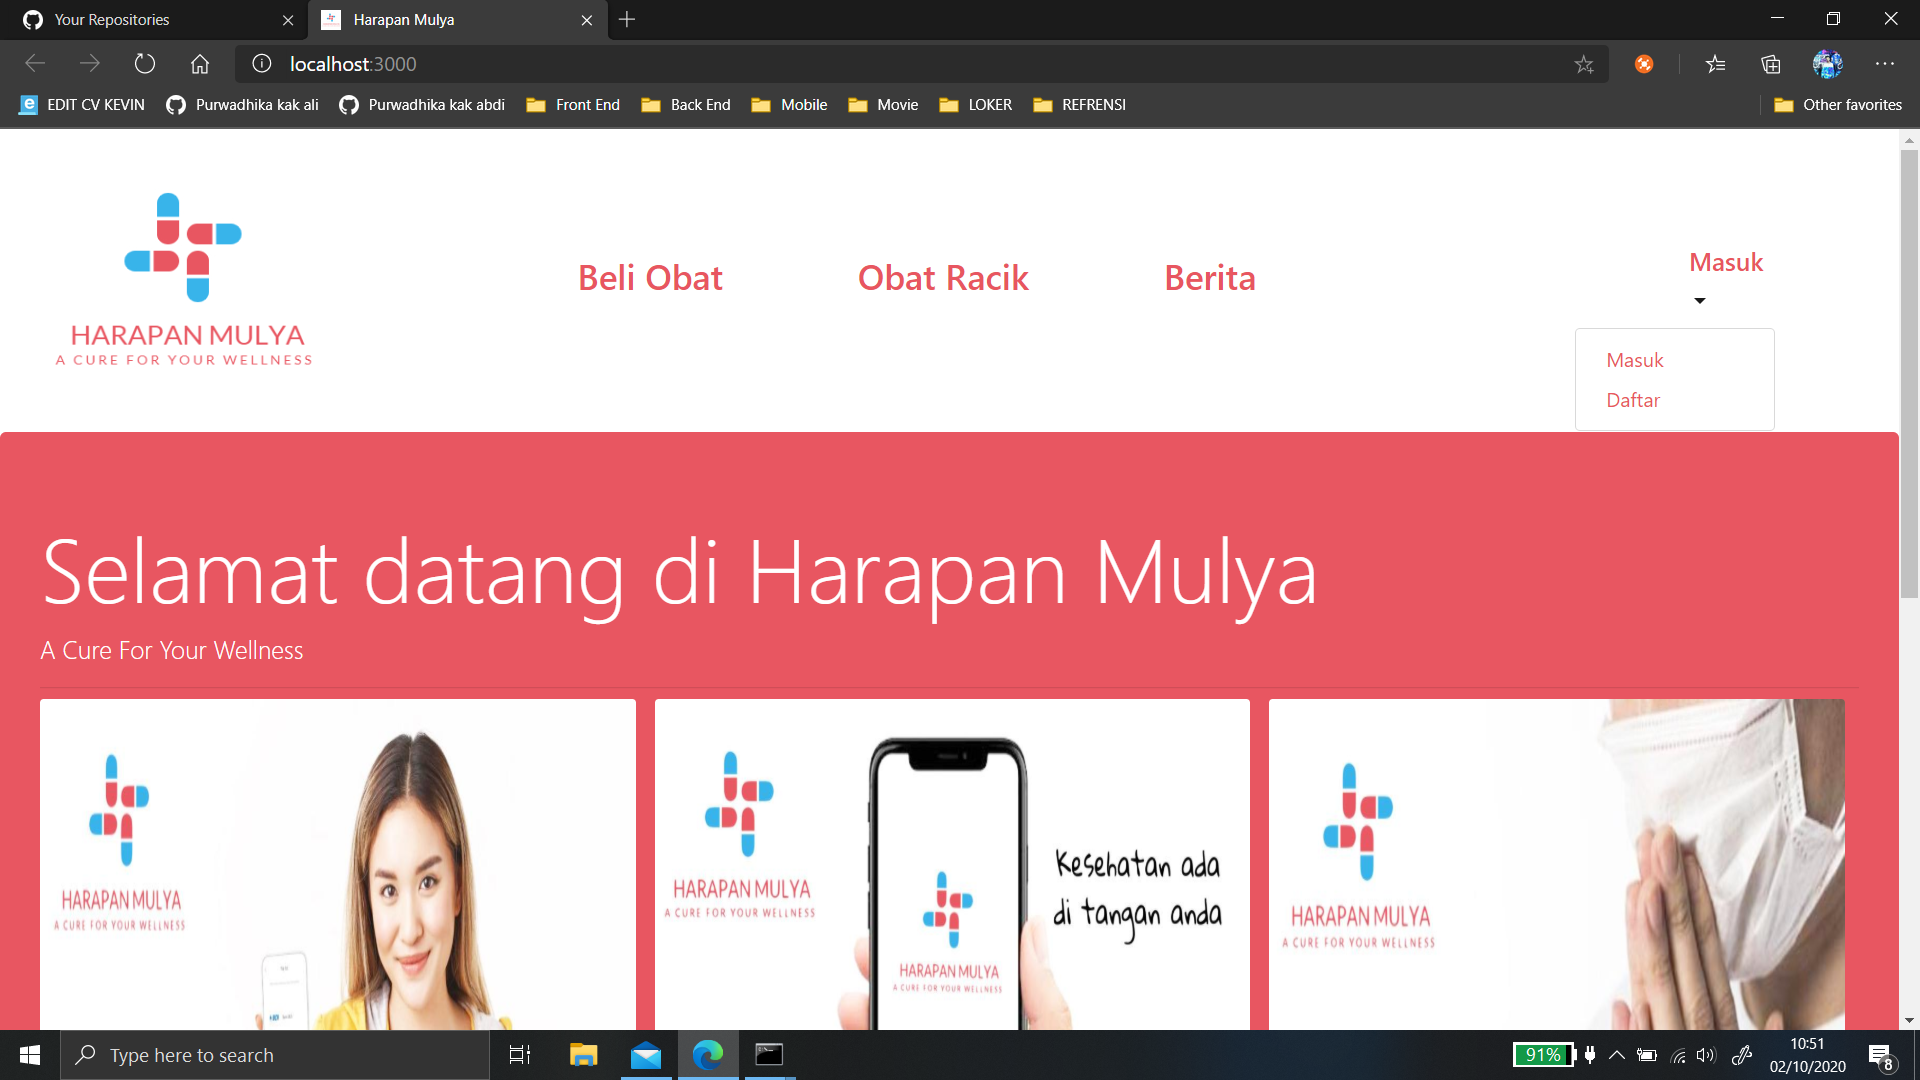 Your Repositories
Harapan Mulya
localhost:3000
EDIT CV KEVIN
Purwadhika kak ali
Purwadhika kak abdi
Front End
Back End
Mobile
Movie
LOKER
REFRENSI
Other favorites
HARAPAN MULYA
A CURE FOR YOUR WELLNESS
Beli Obat
Obat Racik
Berita
Masuk
Masuk
Daftar
Selamat datang di Harapan Mulya
A Cure For Your Wellness
HARAPAN MULYA
A CURE FOR YOUR WELLNESS
HARAPAN MULYA
A CURE FOR YOUR WELLNESS
HARAPAN MULYA
A CURE FOR YOUR WELLNESS
Kesehatan ada
di tangan anda
HARAPAN MULYA
A CURE FOR YOUR WELLNESS
Type here to search
91%
10:51
02/10/2020
8